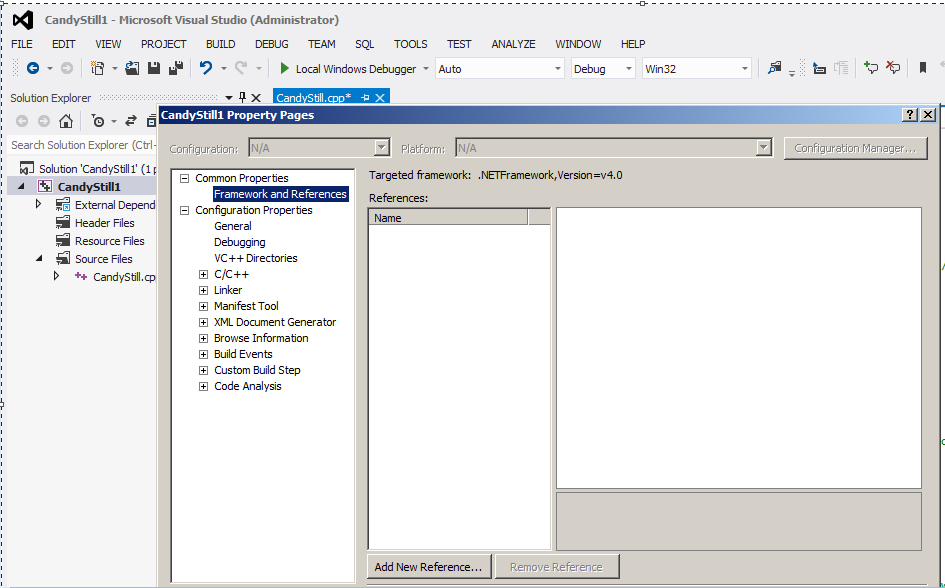 CandyStill1 - Microsoft Visual Studio (Administrator)
FILE EDIT VIEW PROJECT BUILD DEBUG TEAM SQL TOOLS TEST ANALYZE WINDOW HELP
Local Windows Debugger Auto Debug Win32
Solution Explorer CandyStill.cpp*
CandyStill1 Property Pages
Configuration: N/A Platform: N/A Configuration Manager...
Search Solution Explorer (Ctrl-
Solution 'CandyStill1' (1 p
CandyStill1
External Depend
Header Files
Resource Files
Source Files
CandyStill.cp
Common Properties
Framework and References
Configuration Properties
General
Debugging
VC++ Directories
C/C++
Linker
Manifest Tool
XML Document Generator
Browse Information
Build Events
Custom Build Step
Code Analysis
Targeted framework: .NETFramework,Version=v4.0
References:
Name
Add New Reference... Remove Reference